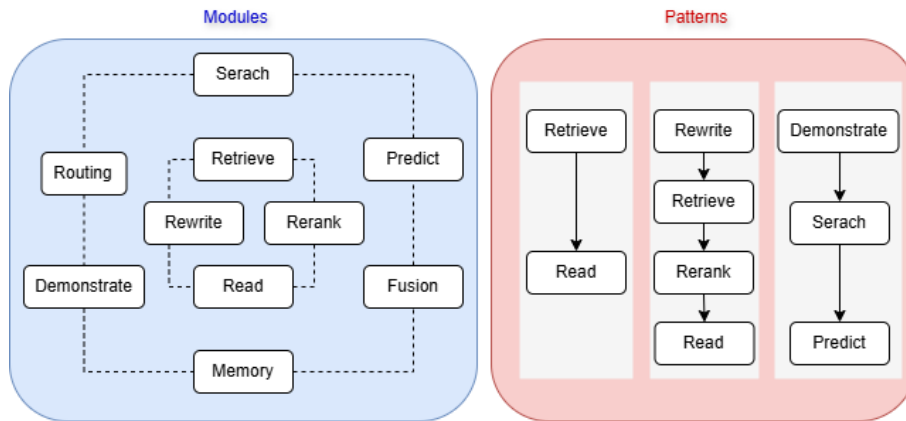 Modules
Serach
Routing
Retrieve
Predict
Rewrite
Rerank
Demonstrate
Read
Fusion
Memory
Patterns
Retrieve
Read
Rewrite
Retrieve
Rerank
Read
Demonstrate
Serach
Predict